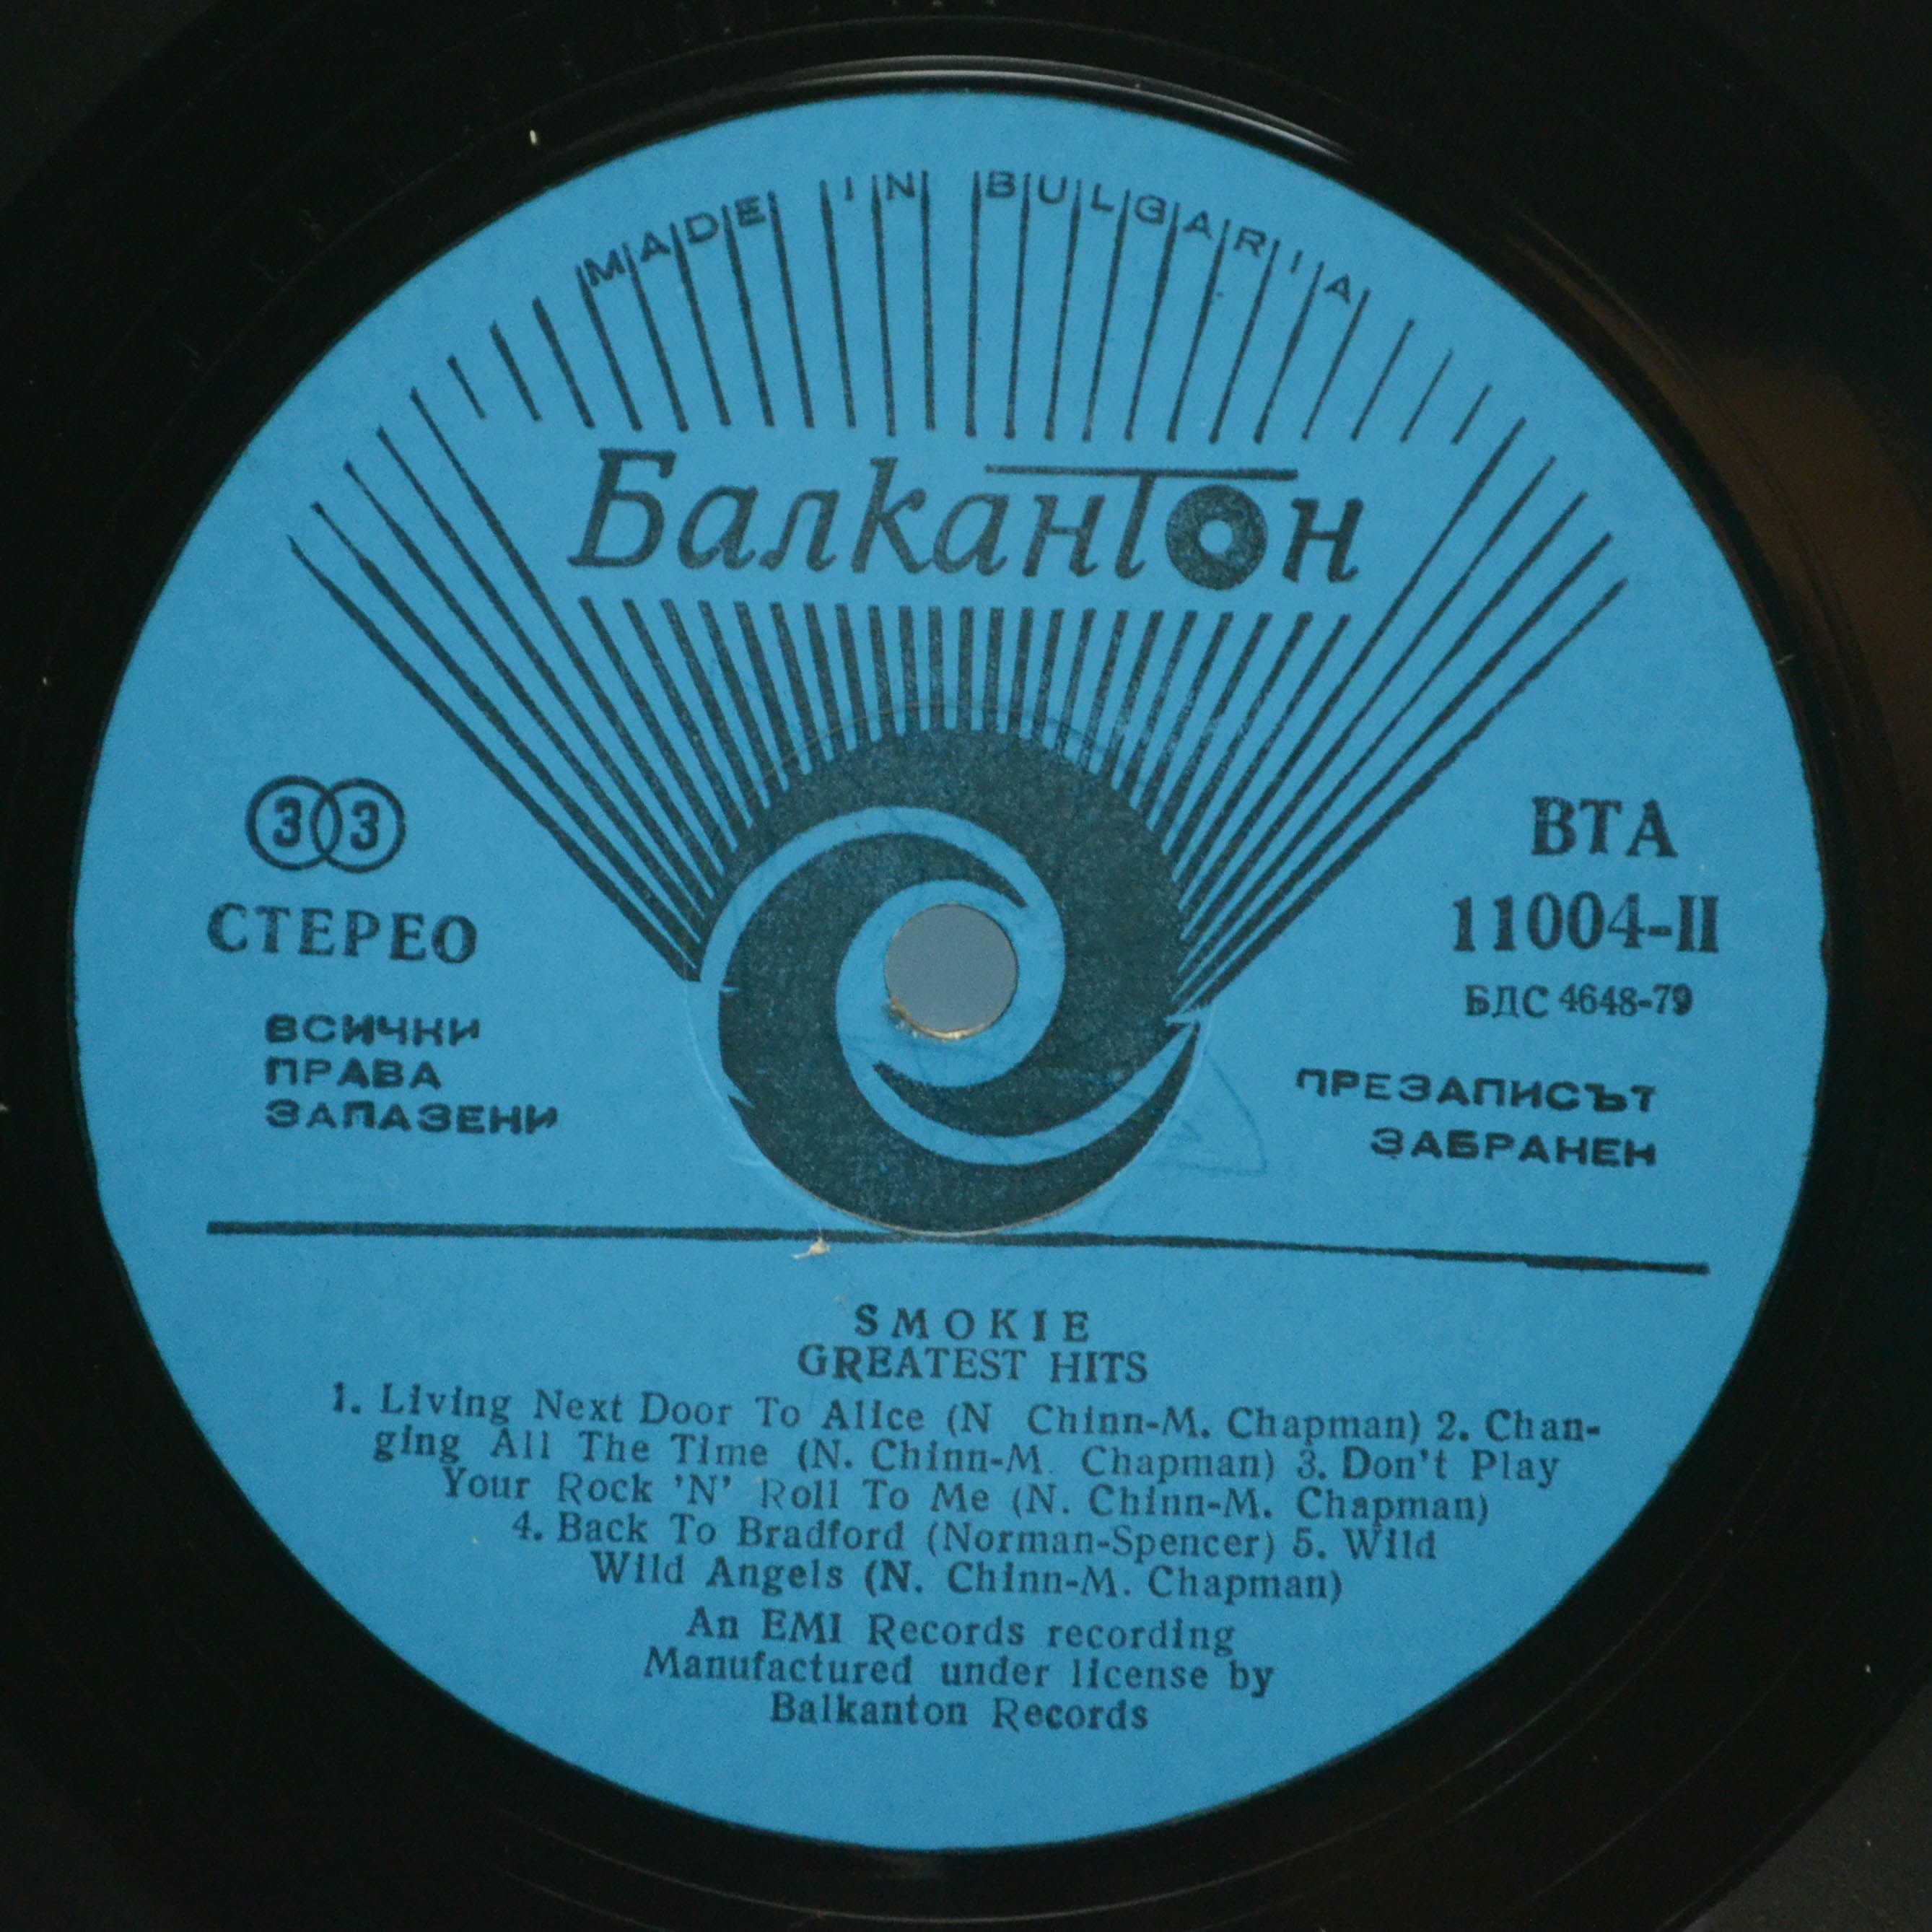 MADE IN BULGARIA
Балкантон
33
СТЕРЕО
ВСИЧКИ
ПРАВА
ЗАПАЗЕНИ
ВТА
11004-II
БДС 4648-79
ПРЕЗАПИСЪТ
ЗАБРАНЕН
SMOKIE
GREATEST HITS
1. Living Next Door To Alice (N Chinn-M. Chapman) 2. Chan-
ging All The Time (N. Chinn-M. Chapman) 3. Don't Play
Your Rock 'N' Roll To Me (N. Chinn-M. Chapman)
4. Back To Bradford (Norman-Spencer) 5. Wild
Wild Angels (N. Chinn-M. Chapman)
An EMI Records recording
Manufactured under license by
Balkanton Records